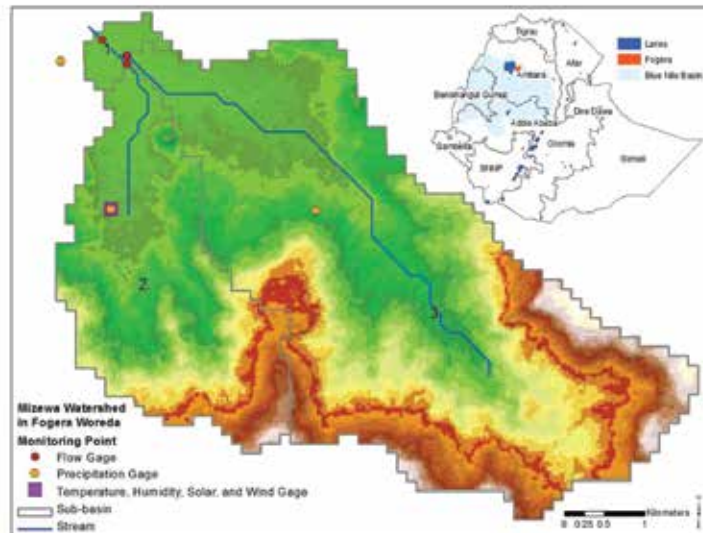 Tigray
Afar
Amhara
Benishangul Gumuz
Dire Dawa
Addis Ababa
Gambella
Oromia
Somali
SNNP
Lakes
Fogera
Blue Nile Basin
1
2
3
Mizewa Watershed
in Fogera Woreda
Monitoring Point
Flow Gage
Precipitation Gage
Temperature, Humidity, Solar, and Wind Gage
Sub-basin
Stream
Kilometers
0 0.25 0.5 1